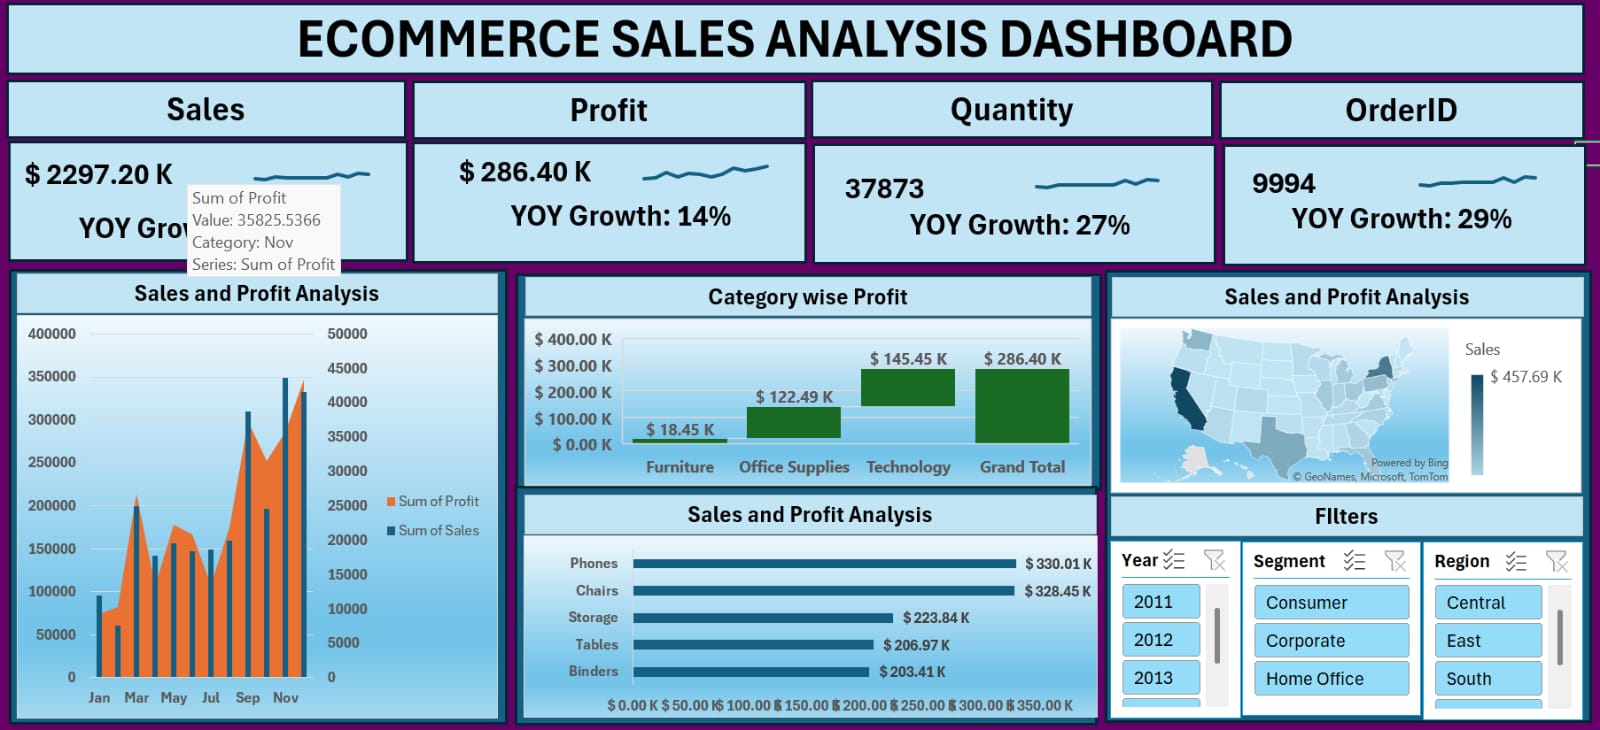 ECOMMERCE SALES ANALYSIS DASHBOARD
Sales
Profit
Quantity
OrderID
$ 2297.20 K
YOY Grow
Sum of Profit
Value: 35825.5366
Category: Nov
Series: Sum of Profit
$ 286.40 K
YOY Growth: 14%
37873
YOY Growth: 27%
9994
YOY Growth: 29%
Sales and Profit Analysis
400000
350000
300000
250000
200000
150000
100000
50000
0
50000
45000
40000
35000
30000
25000
20000
15000
10000
5000
0
Jan Mar May Jul Sep Nov
Sum of Profit
Sum of Sales
Category wise Profit
$ 400.00 K
$ 300.00 K
$ 200.00 K
$ 100.00 K
$ 0.00 K
$ 18.45 K
$ 122.49 K
$ 145.45 K
$ 286.40 K
Furniture Office Supplies Technology Grand Total
Sales and Profit Analysis
Phones $ 330.01 K
Chairs $ 328.45 K
Storage $ 223.84 K
Tables $ 206.97 K
Binders $ 203.41 K
$ 0.00 K $ 50.00 K $ 100.00 K $ 150.00 K $ 200.00 K $ 250.00 K $ 300.00 K $ 350.00 K
Sales and Profit Analysis
Sales
$ 457.69 K
Powered by Bing
© GeoNames, Microsoft, TomTom
FIlters
Year
2011
2012
2013
Segment
Consumer
Corporate
Home Office
Region
Central
East
South